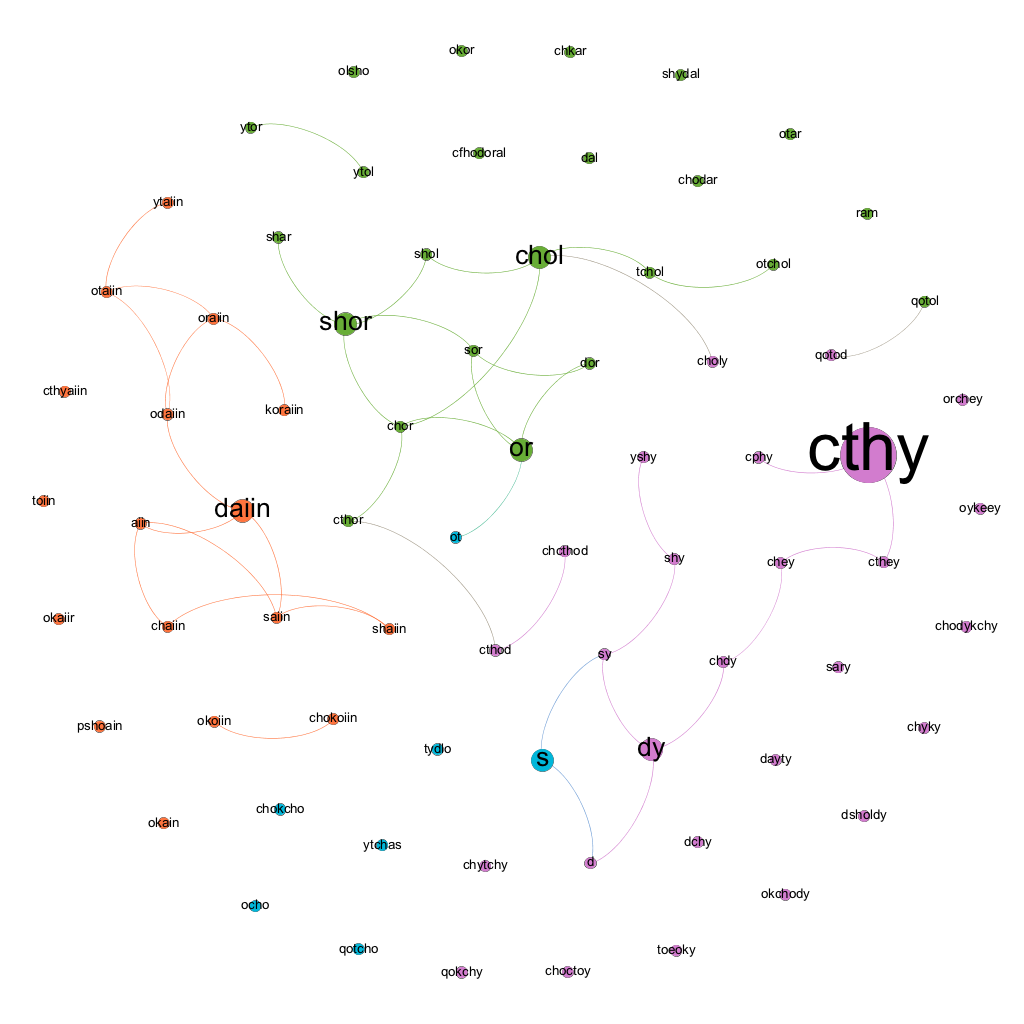 okor
chkar
olsho
shydal
ytor
otar
cfhodoral
dal
ytol
chodar
ytaiin
ram
shar
shol
chol
otchol
tchol
otaiin
qotol
oraiin
shor
sor
qotod
dor
choly
cthyaiin
orchey
koraiin
odaiin
chor
or
cthy
yshy
cphy
toiin
daiin
oykeey
cthor
aiin
ot
chcthod
shy
chey
cthey
okaiir
saiin
chaiin
shaiin
chodykchy
cthod
sy
chdy
sary
pshoain
okoiin
chokoiin
chyky
tydlo
dy
s
dayty
chokcho
dsholdy
okain
ytchas
dchy
chytchy
d
okchody
ocho
qotcho
toeoky
qokchy
choctoy